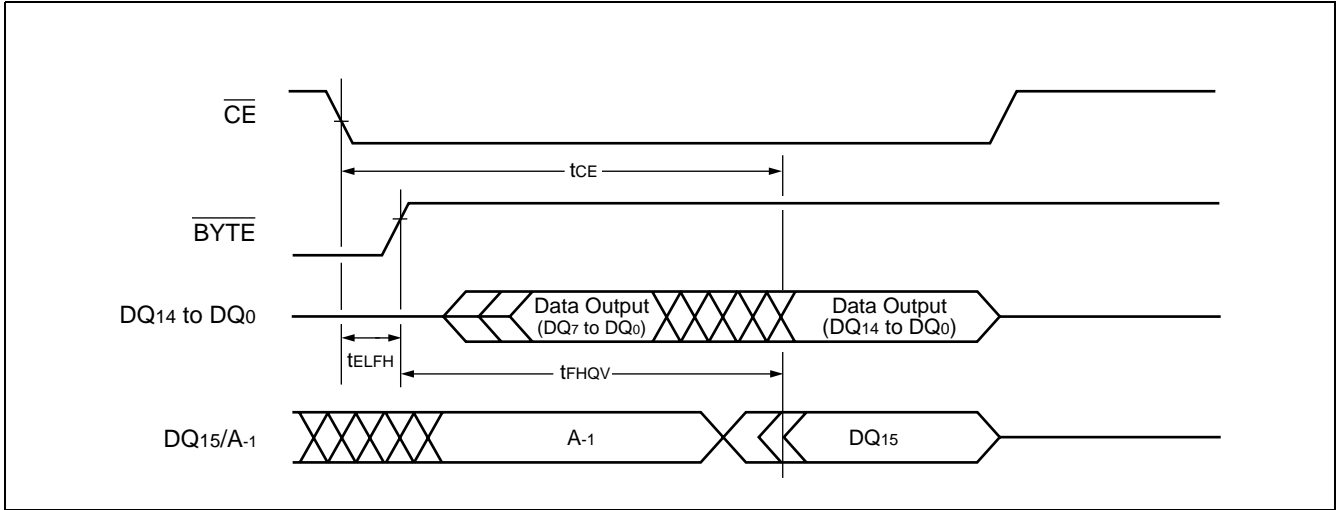 CE
tCE
BYTE
DQ14 to DQ0
Data Output
(DQ7 to DQ0)
Data Output
(DQ14 to DQ0)
tELFH
tFHQV
DQ15/A-1
A-1
DQ15